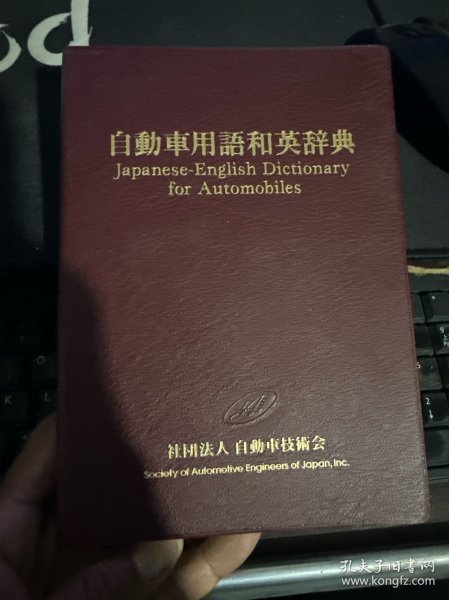 自動車用語和英辞典
Japanese-English Dictionary
for Automobiles
社団法人 自動車技術会
Society of Automotive Engineers of Japan, Inc.
孔夫子旧书网
www.kongfz.com